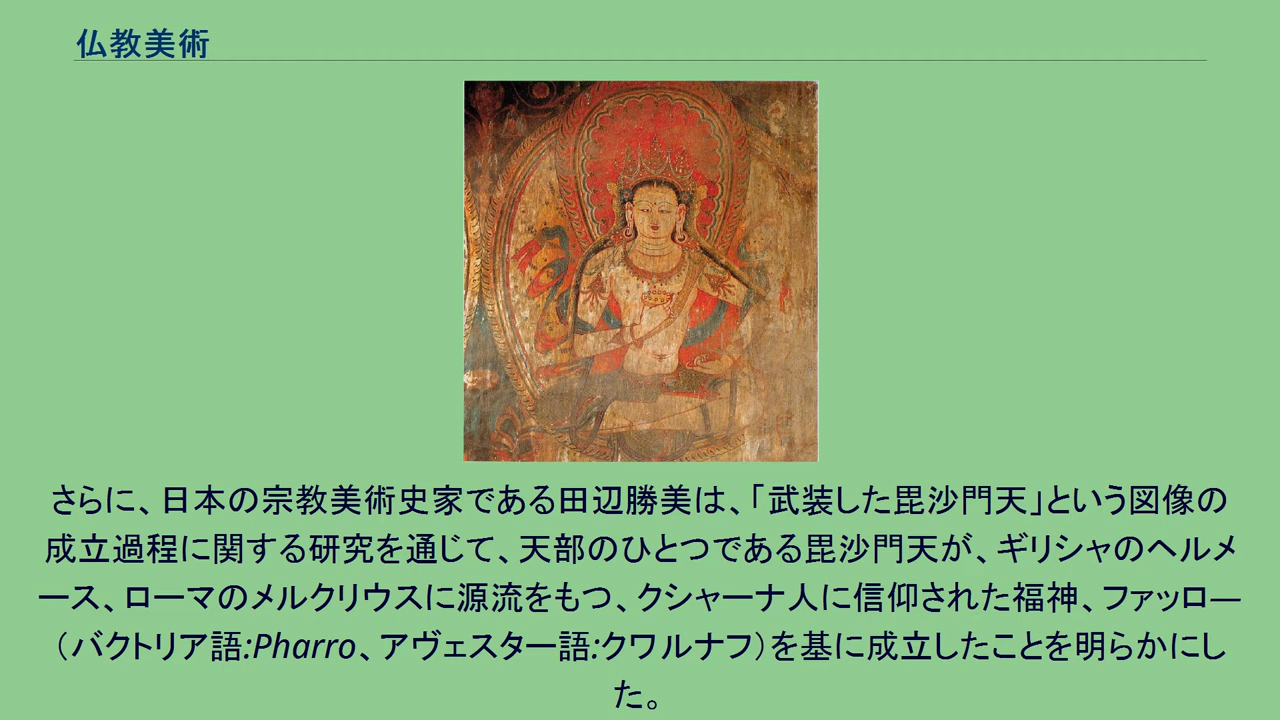 仏教美術
さらに、日本の宗教美術史家である田辺勝美は、「武装した毘沙門天」という図像の
成立過程に関する研究を通じて、天部のひとつである毘沙門天が、ギリシャのヘルメ
ース、ローマのメルクリウスに源流をもつ、クシャーナ人に信仰された福神、ファッロ―
（バクトリア語:Pharro、アヴェスター語:クワルナフ）を基に成立したことを明らかにし
た。